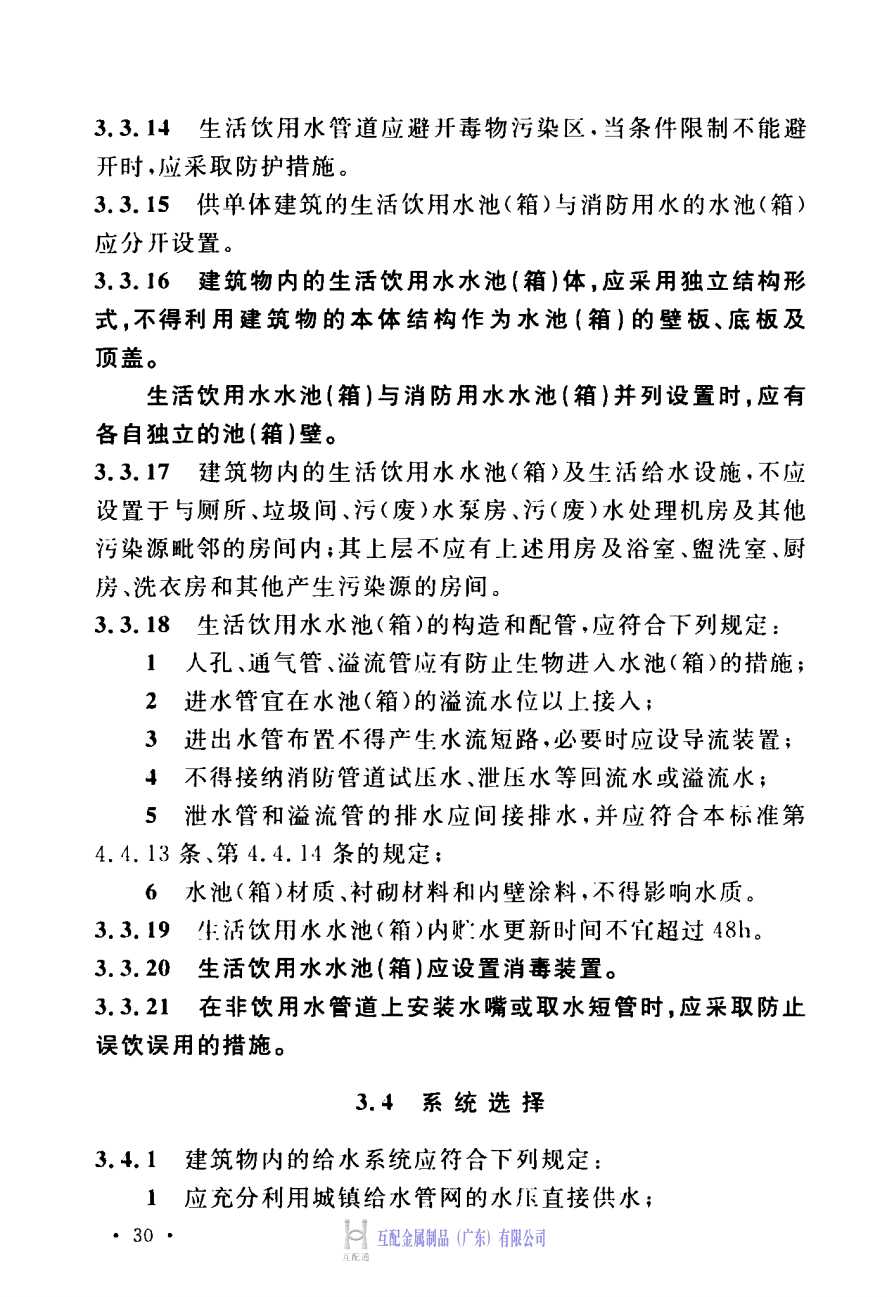 3.3.14　生活饮用水管道应避开毒物污染区,当条件限制不能避
开时,应采取防护措施。
3.3.15　供单体建筑的生活饮用水池(箱)与消防用水的水池(箱)
应分开设置。
3.3.16　建筑物内的生活饮用水水池(箱)体,应采用独立结构形
式,不得利用建筑物的本体结构作为水池(箱)的壁板、底板及
顶盖。
生活饮用水水池(箱)与消防用水水池(箱)并列设置时,应有
各自独立的池(箱)壁。
3.3.17　建筑物内的生活饮用水水池(箱)及生活给水设施,不应
设置于与厕所、垃圾间、污(废)水泵房、污(废)水处理机房及其他
污染源毗邻的房间内;其上层不应有上述用房及浴室、盥洗室、厨
房、洗衣房和其他产生污染源的房间。
3.3.18　生活饮用水水池(箱)的构造和配管,应符合下列规定:
1　人孔、通气管、溢流管应有防止生物进入水池(箱)的措施;
2　进水管宜在水池(箱)的溢流水位以上接入;
3　进出水管布置不得产生水流短路,必要时应设导流装置;
4　不得接纳消防管道试压水、泄压水等回流水或溢流水;
5　泄水管和溢流管的排水应间接排水,并应符合本标准第
4.4.13 条、第 4.4.14 条的规定;
6　水池(箱)材质、衬砌材料和内壁涂料,不得影响水质。
3.3.19　生活饮用水水池(箱)内贮水更新时间不宜超过 48h。
3.3.20　生活饮用水水池(箱)应设置消毒装置。
3.3.21　在非饮用水管道上安装水嘴或取水短管时,应采取防止
误饮误用的措施。
3.4　系 统 选 择
3.4.1　建筑物内的给水系统应符合下列规定:
1　应充分利用城镇给水管网的水压直接供水;
· 30 ·
互配金属制品（广东）有限公司
互配通